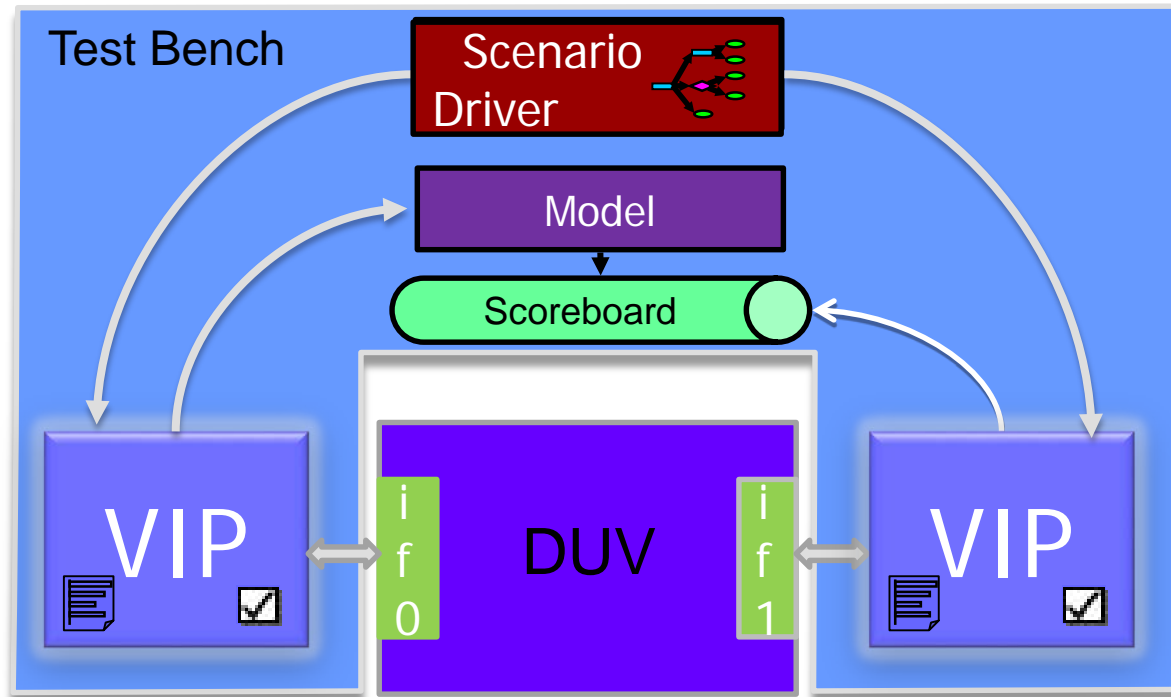 Test Bench
Scenario
Driver
Model
Scoreboard
VIP
i
f
0
DUV
i
f
1
VIP